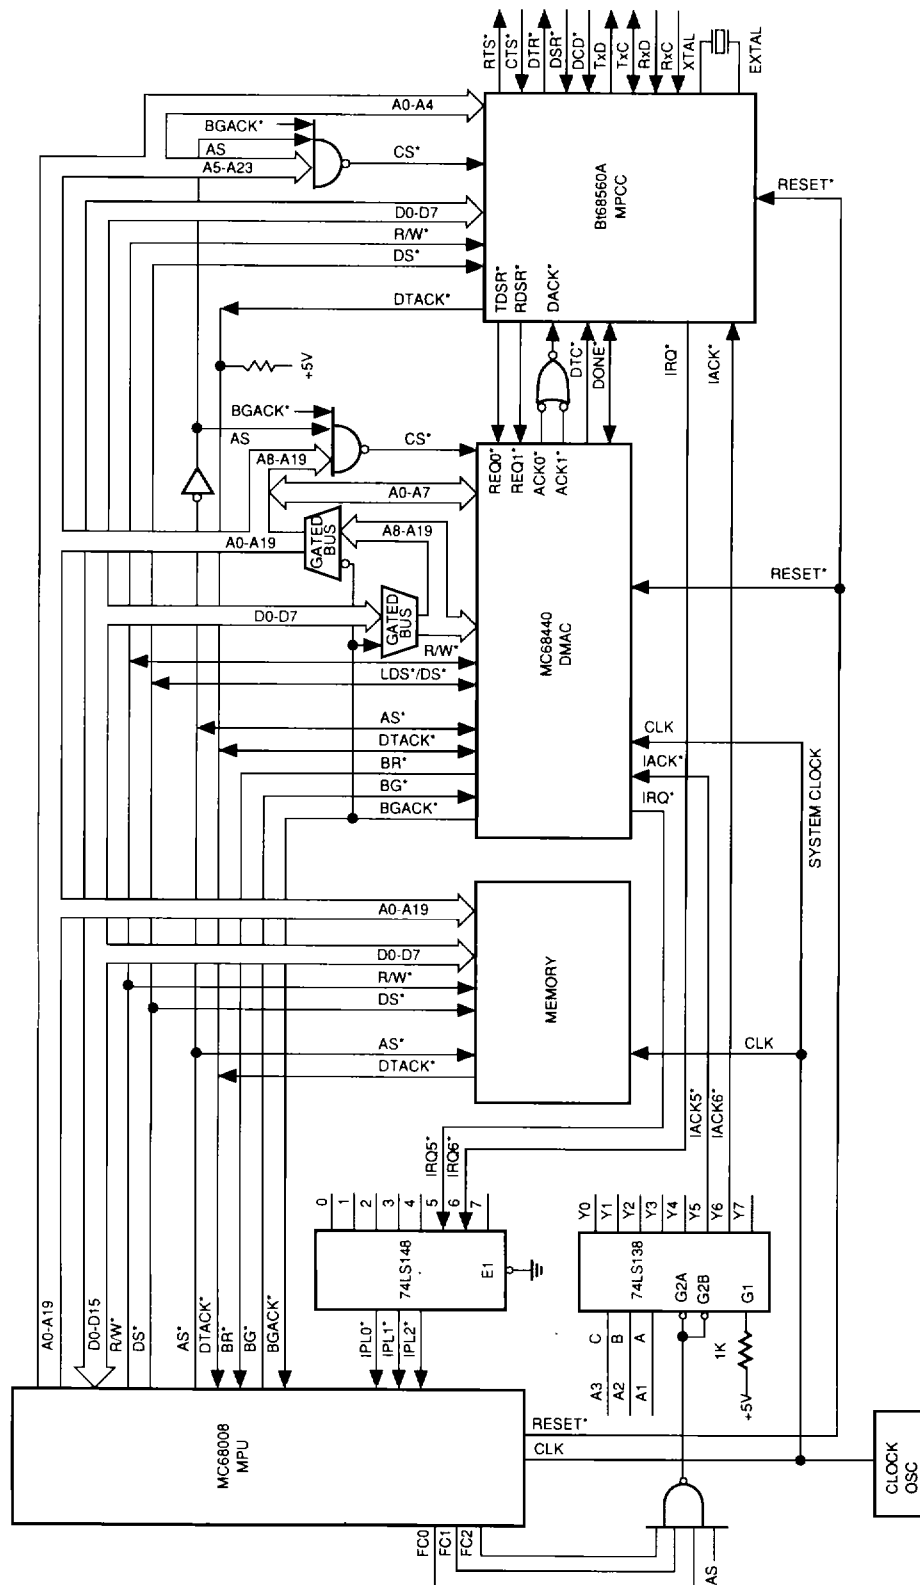 RTS*
CTS*
DTR*
DSR*
DCD*
TxD
TxC
RxD
RxC
XTAL
EXTAL
A0-A4
BGACK*
AS
A5-A23
CS*
D0-D7
R/W*
DS*
DTACK*
+5V
Bt68560A
MPCC
RESET*
TDSR*
RDSR*
DACK*
DTC*
DONE*
IRQ*
IACK*
BGACK*
AS
A8-A19
CS*
REQ0*
REQ1*
ACK0*
ACK1*
A0-A7
A0-A19
GATED
BUS
A8-A19
D0-D7
GATED
BUS
R/W*
LDS*/DS*
AS*
DTACK*
BR*
BG*
BGACK*
MC68440
DMAC
RESET*
CLK
IACK*
IRQ*
SYSTEM CLOCK
A0-A19
D0-D7
R/W*
DS*
AS*
DTACK*
MEMORY
CLK
IRQ5*
IRQ6*
IACK5*
IACK6*
0
1
2
3
4
5
6
7
74LS148
E1
IPL0*
IPL1*
IPL2*
Y0
Y1
Y2
Y3
Y4
Y5
Y6
Y7
74LS138
G2A
G2B
G1
C
B
A
A3
A2
A1
1K
+5V
A0-A19
D0-D15
R/W*
DS*
AS*
DTACK*
BR*
BG*
BGACK*
MC68008
MPU
RESET*
CLK
FC0
FC1
FC2
AS
CLOCK
OSC